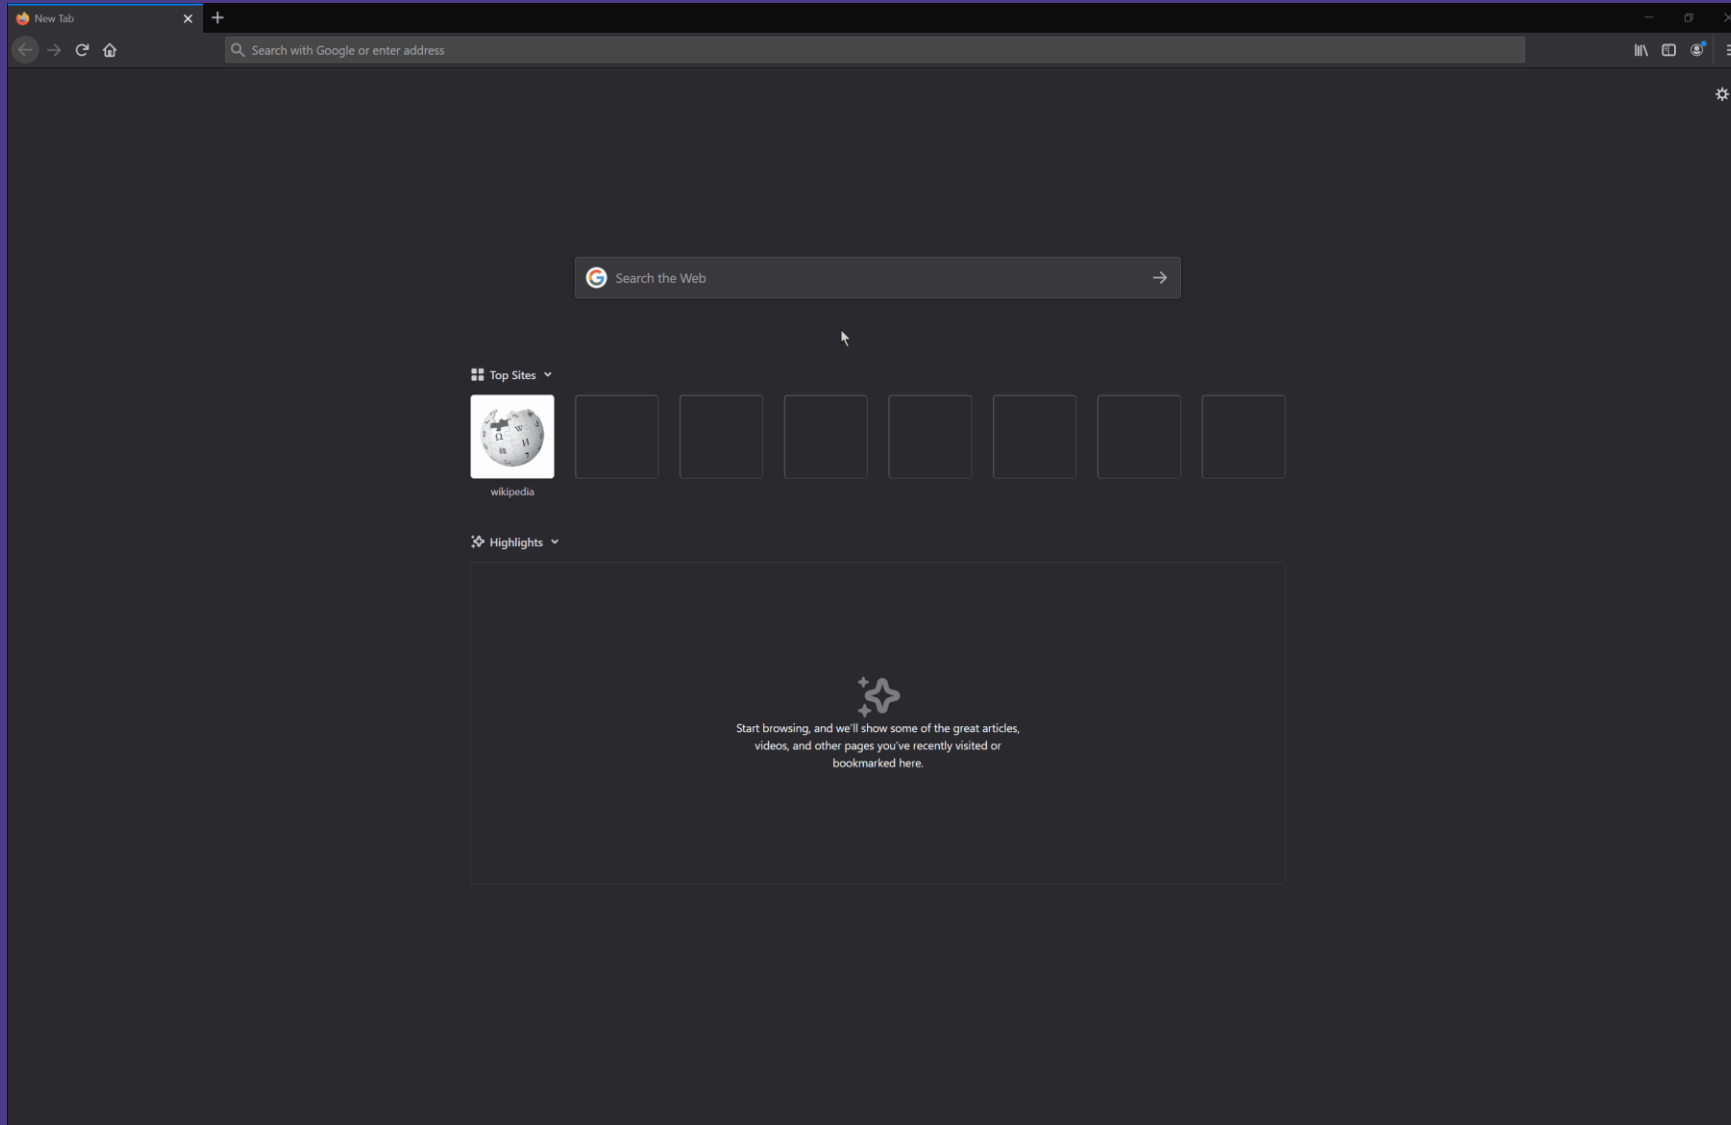 New Tab
Search with Google or enter address
Search the Web
Top Sites
wikipedia
Highlights
Start browsing, and we'll show some of the great articles,
videos, and other pages you've recently visited or
bookmarked here.